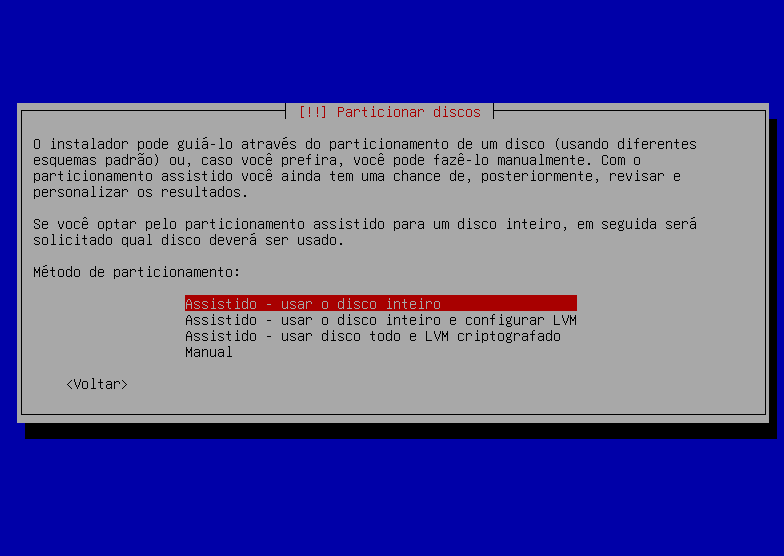 [!!] Particionar discos
O instalador pode guiá-lo através do particionamento de um disco (usando diferentes
esquemas padrão) ou, caso você prefira, você pode fazê-lo manualmente. Com o
particionamento assistido você ainda tem uma chance de, posteriormente, revisar e
personalizar os resultados.
Se você optar pelo particionamento assistido para um disco inteiro, em seguida será
solicitado qual disco deverá ser usado.
Método de particionamento:
Assistido - usar o disco inteiro
Assistido - usar o disco inteiro e configurar LVM
Assistido - usar disco todo e LVM criptografado
Manual
<Voltar>